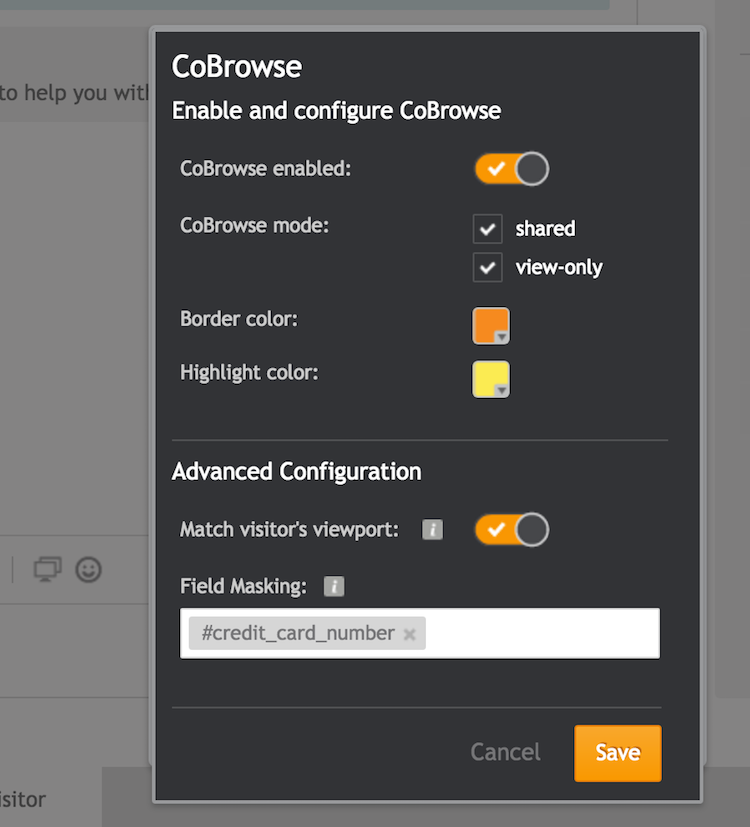 CoBrowse
Enable and configure CoBrowse
to help you with
CoBrowse enabled:
CoBrowse mode:
shared
view-only
Border color:
Highlight color:
Advanced Configuration
Match visitor's viewport: i
Field Masking: i
#credit_card_number ×
Cancel
Save
isitor